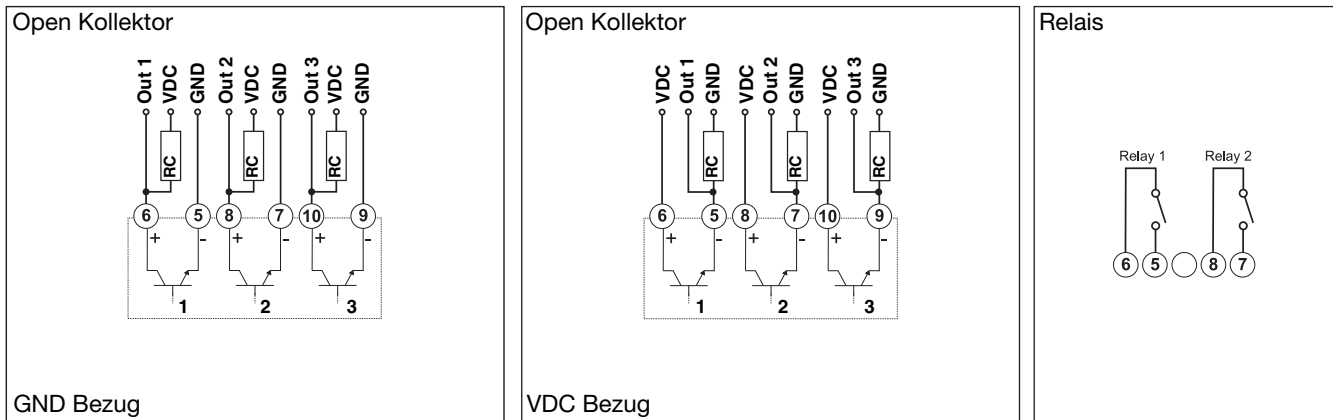 Open Kollektor
Out 1
VDC
GND
Out 2
VDC
GND
Out 3
VDC
GND
RC
RC
RC
6
5
8
7
10
9
+
-
+
-
+
-
1
2
3
GND Bezug
Open Kollektor
VDC
Out 1
GND
VDC
Out 2
GND
VDC
Out 3
GND
RC
RC
RC
6
5
8
7
10
9
+
-
+
-
+
-
1
2
3
VDC Bezug
Relais
Relay 1
Relay 2
6
5
8
7